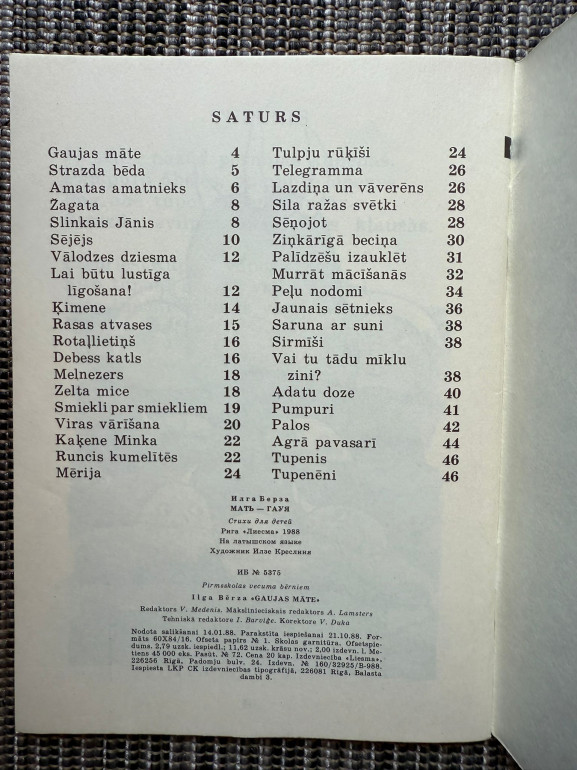 SATURS
Gaujas māte 4
Strazda bēda 5
Amatas amatnieks 6
Žagata 8
Slinkais Jānis 8
Sējējs 10
Vālodzes dziesma 12
Lai būtu lustīga
līgošana! 12
Ķimene 14
Rasas atvases 15
Rotaļlietiņš 16
Debess katls 16
Melnezers 18
Zelta mice 18
Smiekli par smiekliem 19
Viras vārīšana 20
Kaķene Minka 22
Runcis kumelītēs 22
Mērija 24
Tulpju rūķīši 24
Telegramma 26
Lazdiņa un vāverēns 26
Sila ražas svētki 28
Sēņojot 28
Ziņkārīgā beciņa 30
Palīdzēšu izauklēt 31
Murrāt mācīšanās 32
Peļu nodomi 34
Jaunais sētnieks 36
Saruna ar suni 38
Sirmīši 38
Vai tu tādu mīklu
zini? 38
Adatu doze 40
Pumpuri 41
Palos 42
Agrā pavasarī 44
Tupenis 46
Tupenēni 46
Илга Берза
МАТЬ — ГАУЯ
Стихи для детей
Рига «Лиесма» 1988
На латышском языке
Художник Илзе Креслиня
ИБ № 5375
Pirmsskolas vecuma bērniem
Ilga Bērza «GAUJAS MĀTE»
Redaktors V. Medenis. Mākslinieciskais redaktors A. Lamsters
Tehniskā redaktore I. Barviģe. Korektore V. Duka
Nodota salikšanai 14.01.88. Parakstīta iespiešanai 21.10.88. For-
māts 60X84/16. Ofseta papīrs № 1. Skolas garnitūra. Ofsetspie-
dums. 2,79 uzsk. iespiedl.; 11,62 uzsk. krāsu nov.; 2,00 izdevn. l. Me-
tiens 45 000 eks. Pasūt. № 72. Cena 20 kap. Izdevniecība «Liesma»,
226256 Rīgā, Padomju bulv. 24. Izdevn. № 160/32925/B-988.
Iespiesta LKP CK izdevniecības tipogrāfijā, 226081 Rīgā, Balasta
dambī 3.